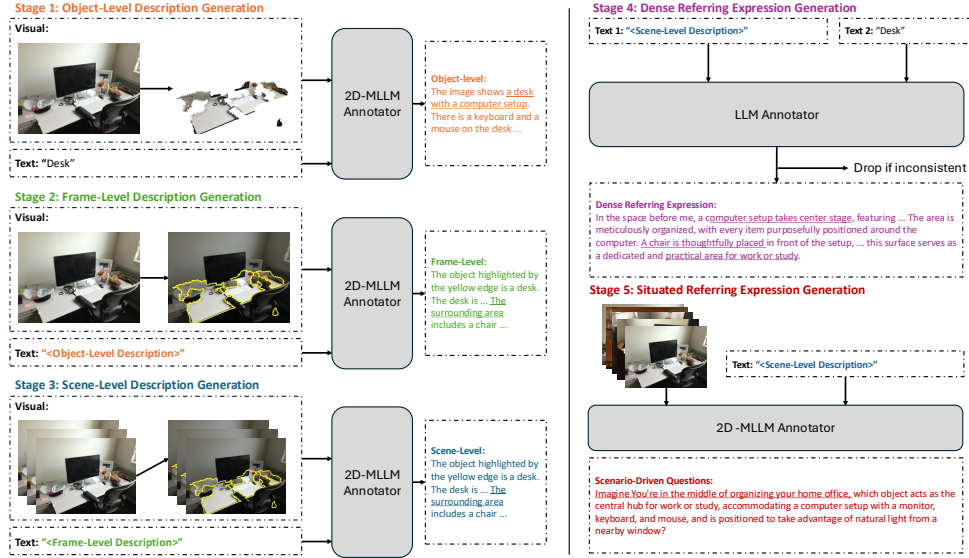 Stage 1: Object-Level Description Generation
Visual:
2D-MLLM
Annotator
Object-level:
The image shows a desk
with a computer setup.
There is a keyboard and a
mouse on the desk ...
Text: “Desk”
Stage 2: Frame-Level Description Generation
Visual:
2D-MLLM
Annotator
Frame-Level:
The object highlighted by
the yellow edge is a desk.
The desk is ... The
surrounding area
includes a chair ...
Text: “<Object-Level Description>”
Stage 3: Scene-Level Description Generation
Visual:
2D-MLLM
Annotator
Scene-Level:
The object highlighted by
the yellow edge is a desk.
The desk is ... The
surrounding area
includes a chair ...
Text: “<Frame-Level Description>”
Stage 4: Dense Referring Expression Generation
Text 1: “<Scene-Level Description>”
Text 2: “Desk”
LLM Annotator
Drop if inconsistent
Dense Referring Expression:
In the space before me, a computer setup takes center stage, featuring ... The area is
meticulously organized, with every item purposefully positioned around the
computer. A chair is thoughtfully placed in front of the setup, ... this surface serves as
a dedicated and practical area for work or study.
Stage 5: Situated Referring Expression Generation
Text: “<Scene-Level Description>”
2D -MLLM Annotator
Scenario-Driven Questions:
Imagine You're in the middle of organizing your home office, which object acts as the
central hub for work or study, accommodating a computer setup with a monitor,
keyboard, and mouse, and is positioned to take advantage of natural light from a
nearby window?